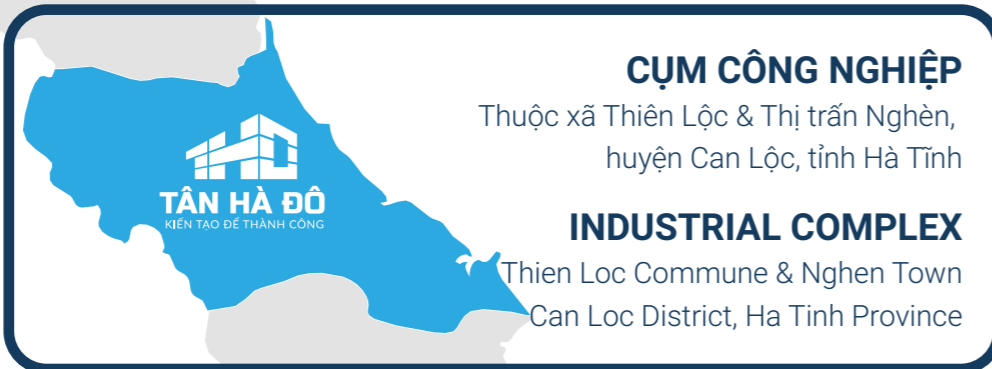 CỤM CÔNG NGHIỆP
Thuộc xã Thiên Lộc & Thị trấn Nghèn,
huyện Can Lộc, tỉnh Hà Tĩnh
TÂN HÀ ĐÔ
KIẾN TẠO ĐỂ THÀNH CÔNG
INDUSTRIAL COMPLEX
Thien Loc Commune & Nghen Town
Can Loc District, Ha Tinh Province